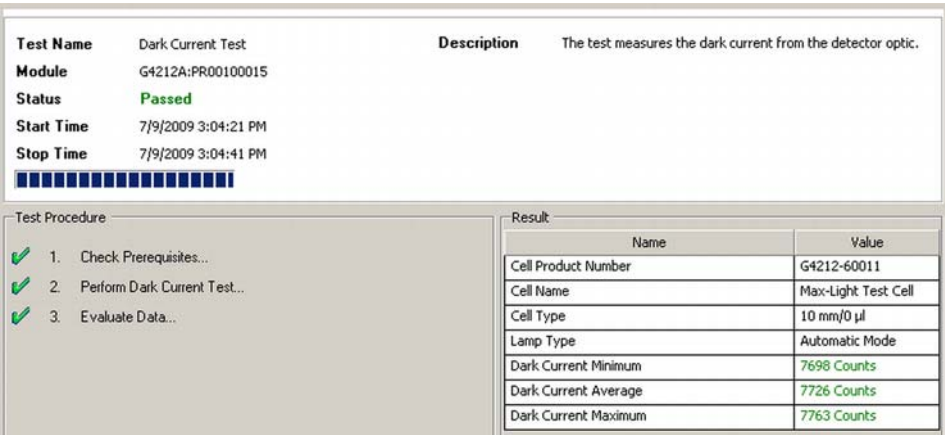 Test Name Dark Current Test Description The test measures the dark current from the detector optic.
Module G4212A:PR00100015
Status Passed
Start Time 7/9/2009 3:04:21 PM
Stop Time 7/9/2009 3:04:41 PM
Test Procedure
1. Check Prerequisites...
2. Perform Dark Current Test...
3. Evaluate Data...
Result
Name Value
Cell Product Number G4212-60011
Cell Name Max-Light Test Cell
Cell Type 10 mm/0 µl
Lamp Type Automatic Mode
Dark Current Minimum 7698 Counts
Dark Current Average 7726 Counts
Dark Current Maximum 7763 Counts